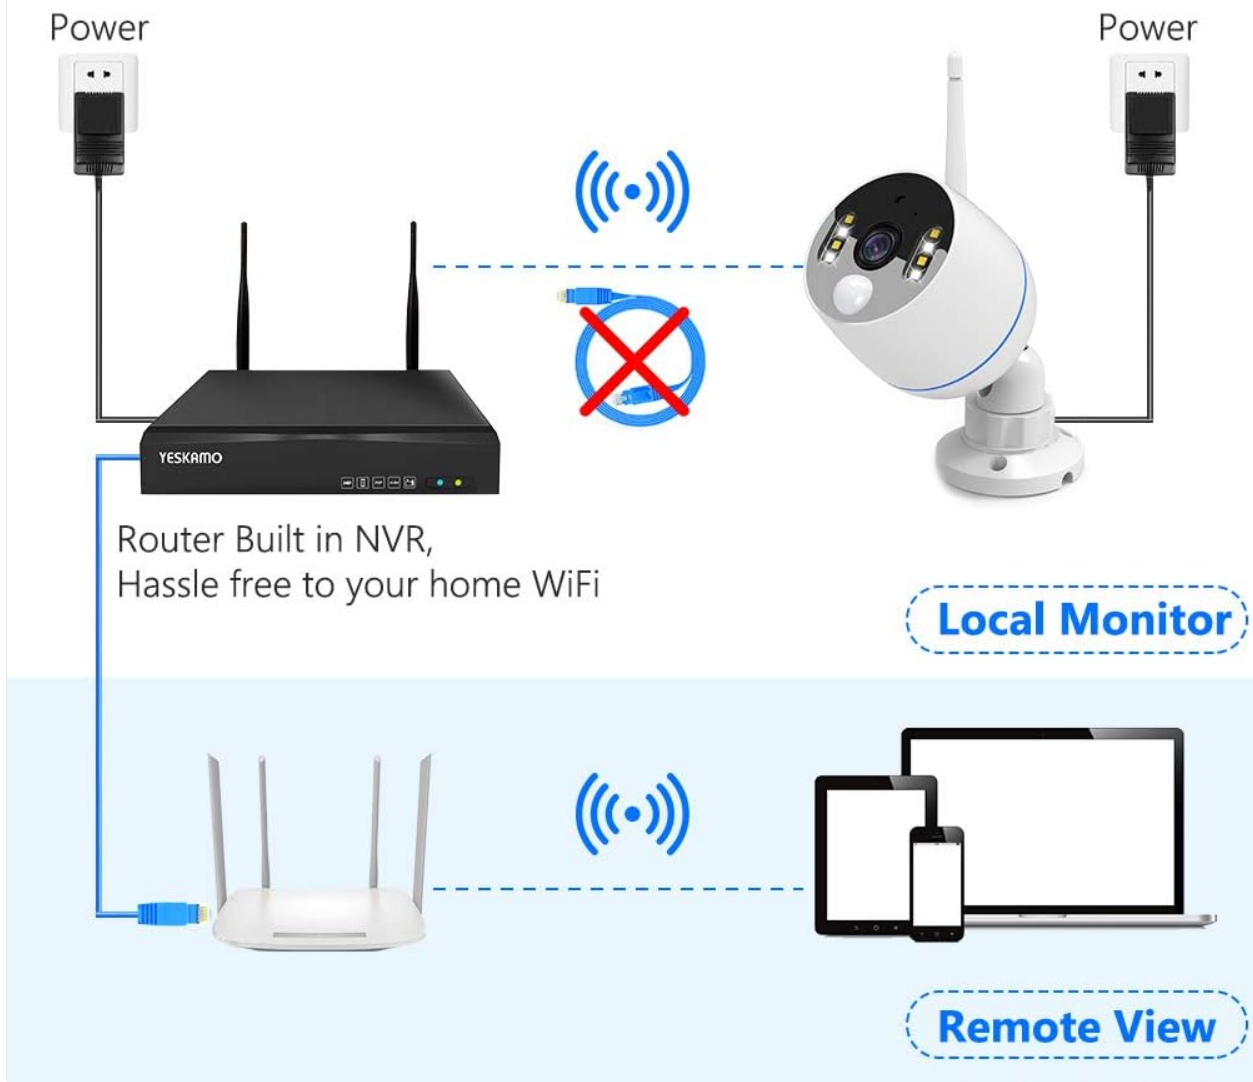 Power
Power
YESKAMO
Router Built in NVR,
Hassle free to your home WiFi
Local Monitor
Remote View